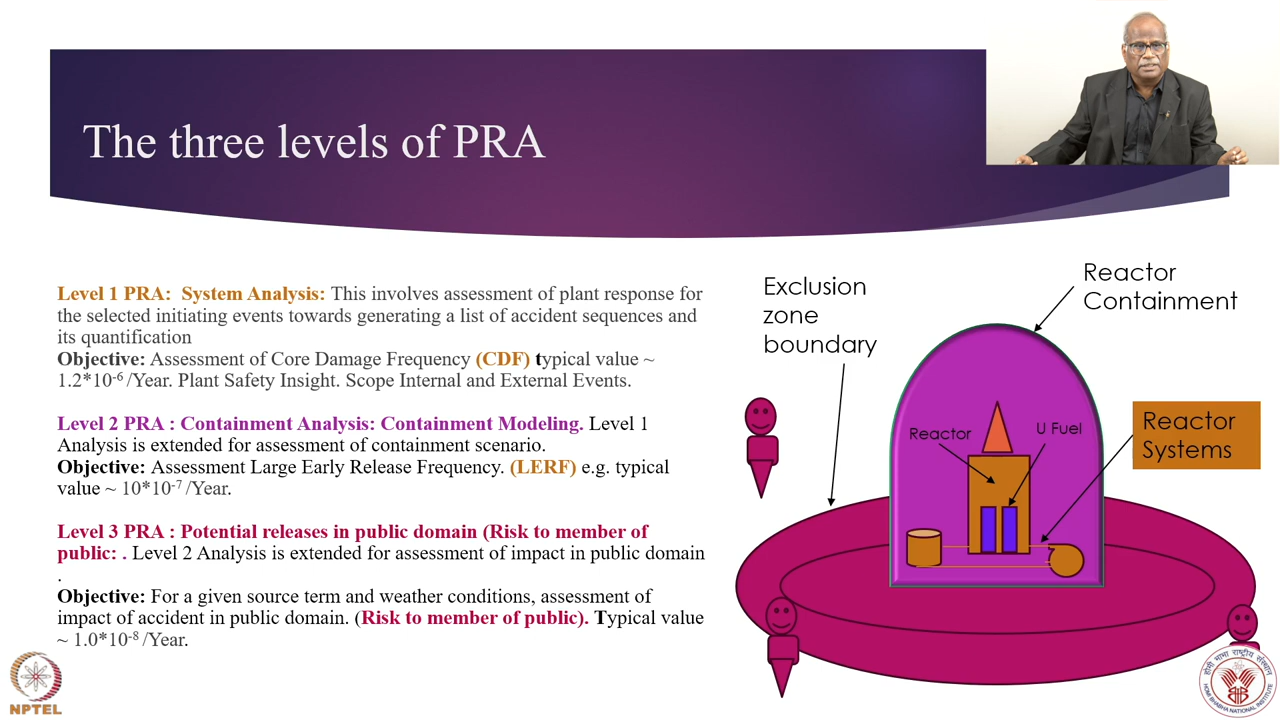 The three levels of PRA
Level 1 PRA: System Analysis: This involves assessment of plant response for
the selected initiating events towards generating a list of accident sequences and
its quantification
Objective: Assessment of Core Damage Frequency (CDF) typical value ~
1.2*10⁻⁶ /Year. Plant Safety Insight. Scope Internal and External Events.
Level 2 PRA : Containment Analysis: Containment Modeling. Level 1
Analysis is extended for assessment of containment scenario.
Objective: Assessment Large Early Release Frequency. (LERF) e.g. typical
value ~ 10*10⁻⁷ /Year.
Level 3 PRA : Potential releases in public domain (Risk to member of
public: . Level 2 Analysis is extended for assessment of impact in public domain
.
Objective: For a given source term and weather conditions, assessment of
impact of accident in public domain. (Risk to member of public). Typical value
~ 1.0*10⁻⁸ /Year.
Exclusion
zone
boundary
Reactor
Containment
Reactor
U Fuel
Reactor
Systems
NPTEL
होमी भाभा राष्ट्रीय संस्थान
HOMI BHABHA NATIONAL INSTITUTE